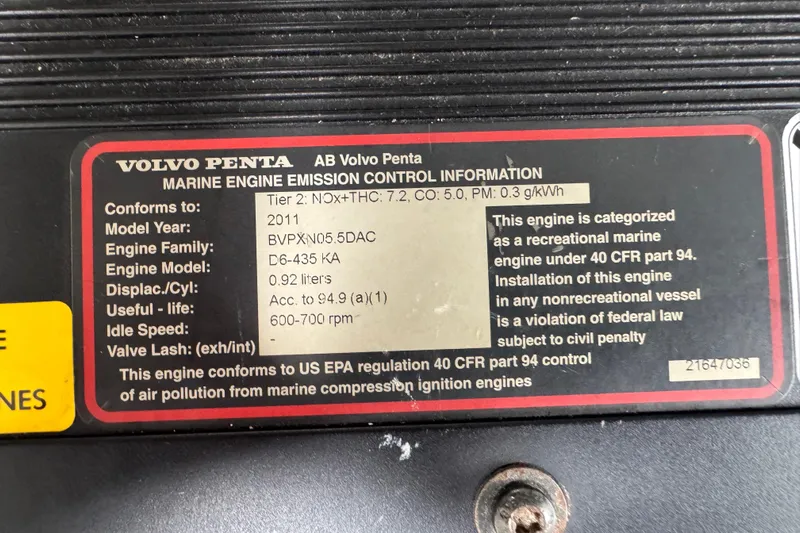 VOLVO PENTA AB Volvo Penta
MARINE ENGINE EMISSION CONTROL INFORMATION
Conforms to: Tier 2: NOx+THC: 7.2, CO: 5.0, PM: 0.3 g/kWh
Model Year: 2011
Engine Family: BVPXN05.5DAC
Engine Model: D6-435 KA
Displac./Cyl: 0.92 liters
Useful - life: Acc. to 94.9 (a)(1)
Idle Speed: 600-700 rpm
Valve Lash: (exh/int) -
This engine is categorized
as a recreational marine
engine under 40 CFR part 94.
Installation of this engine
in any nonrecreational vessel
is a violation of federal law
subject to civil penalty
This engine conforms to US EPA regulation 40 CFR part 94 control
of air pollution from marine compression ignition engines
21647036
E
NES